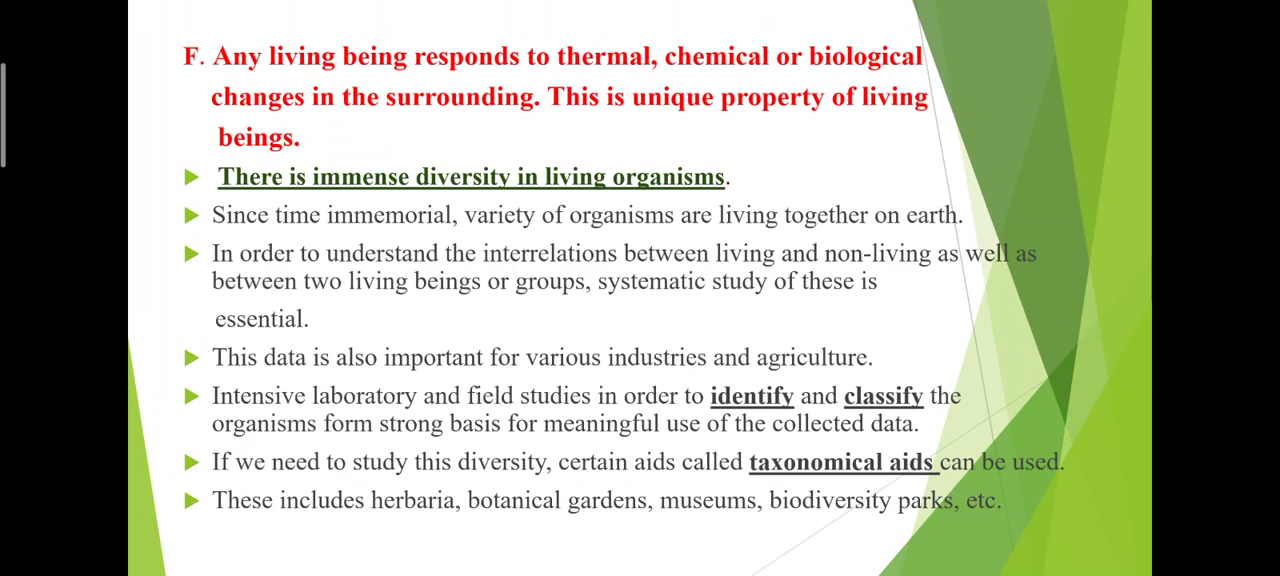 F. Any living being responds to thermal, chemical or biological
changes in the surrounding. This is unique property of living
beings.
There is immense diversity in living organisms.
Since time immemorial, variety of organisms are living together on earth.
In order to understand the interrelations between living and non-living as well as
between two living beings or groups, systematic study of these is
essential.
This data is also important for various industries and agriculture.
Intensive laboratory and field studies in order to identify and classify the
organisms form strong basis for meaningful use of the collected data.
If we need to study this diversity, certain aids called taxonomical aids can be used.
These includes herbaria, botanical gardens, museums, biodiversity parks, etc.